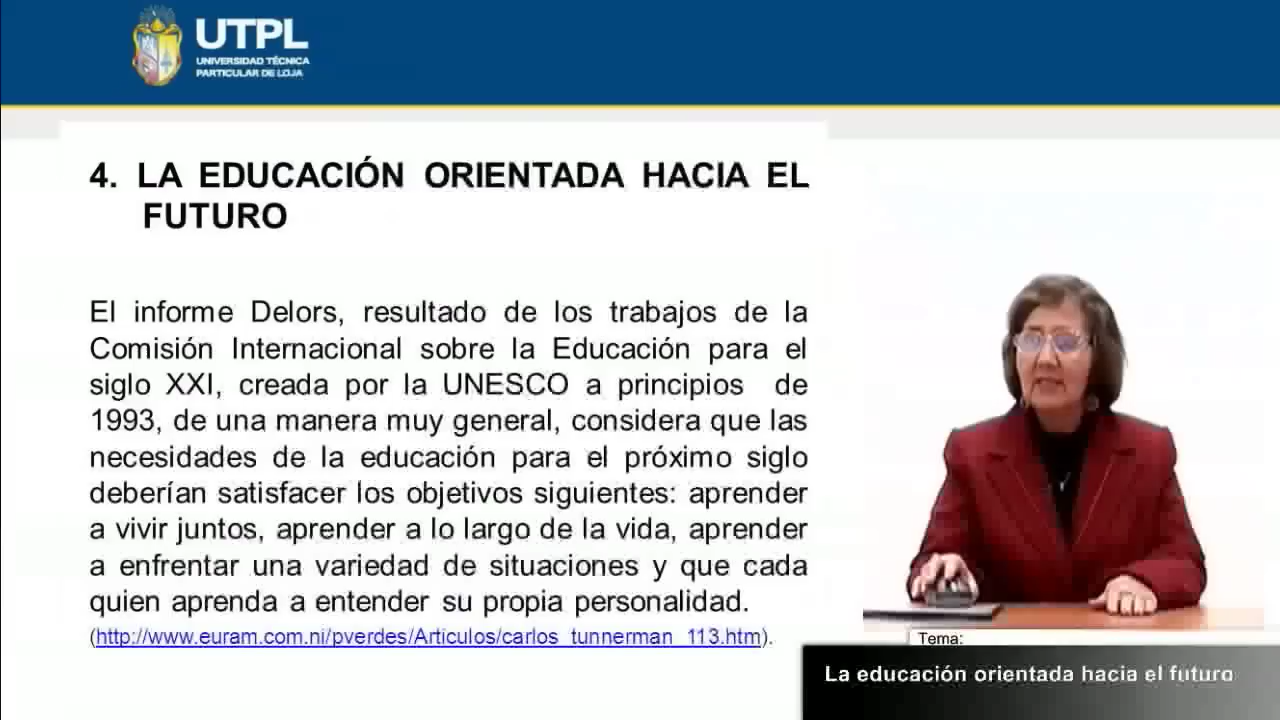 UTPL
UNIVERSIDAD TÉCNICA
PARTICULAR DE LOJA
4. LA EDUCACIÓN ORIENTADA HACIA EL
FUTURO
El informe Delors, resultado de los trabajos de la
Comisión Internacional sobre la Educación para el
siglo XXI, creada por la UNESCO a principios de
1993, de una manera muy general, considera que las
necesidades de la educación para el próximo siglo
deberían satisfacer los objetivos siguientes: aprender
a vivir juntos, aprender a lo largo de la vida, aprender
a enfrentar una variedad de situaciones y que cada
quien aprenda a entender su propia personalidad.
(http://www.euram.com.ni/pverdes/Articulos/carlos_tunnerman_113.htm).
Tema:
La educación orientada hacia el futuro